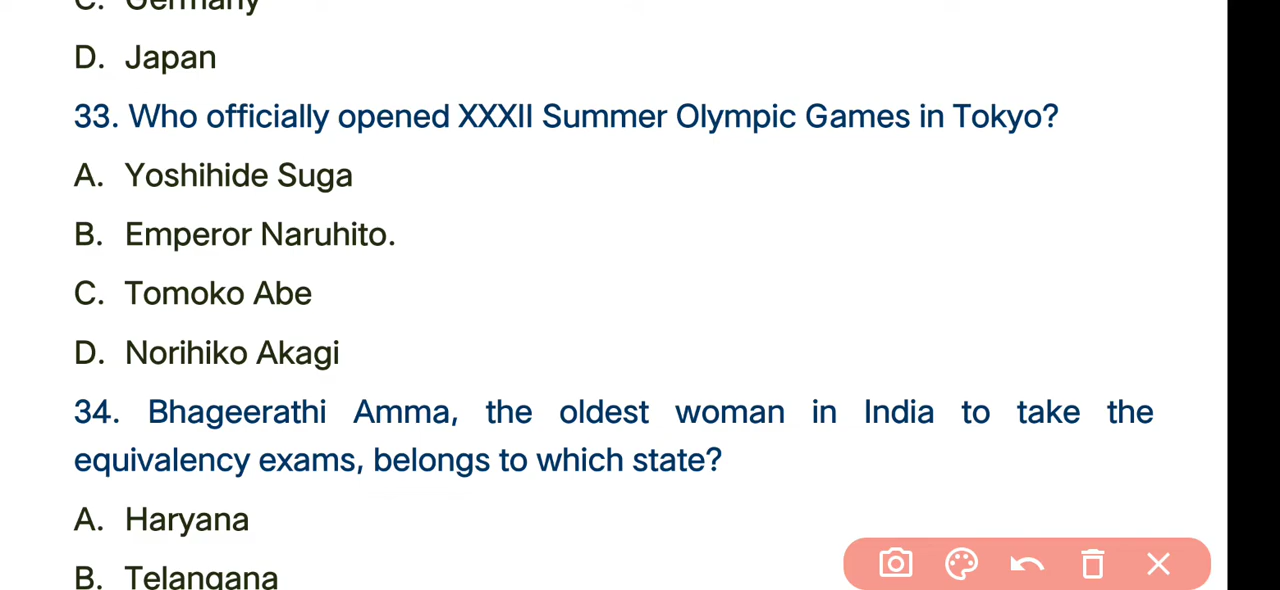 C. Germany
D. Japan
33. Who officially opened XXXII Summer Olympic Games in Tokyo?
A. Yoshihide Suga
B. Emperor Naruhito.
C. Tomoko Abe
D. Norihiko Akagi
34. Bhageerathi Amma, the oldest woman in India to take the
equivalency exams, belongs to which state?
A. Haryana
B. Telangana